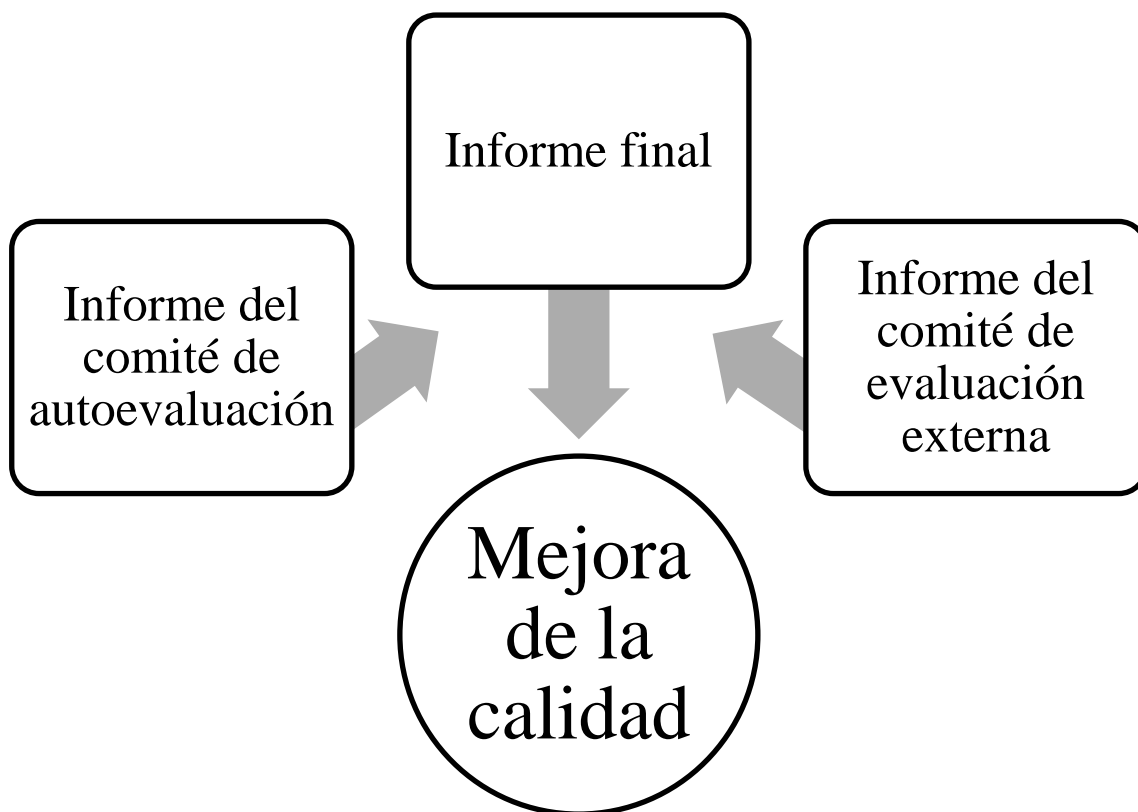 Informe final
Informe del
comité de
autoevaluación
Informe del
comité de
evaluación
externa
Mejora
de la
calidad